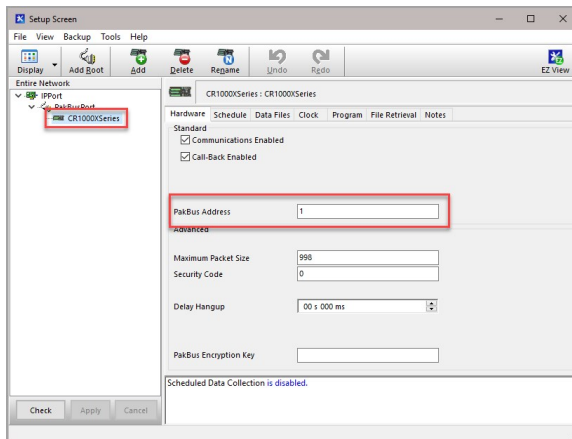 Setup Screen
File View Backup Tools Help
Display Add Root Add Delete Rename Undo Redo EZ View
Entire Network
IPPort
PakBusPort
CR1000XSeries
CR1000XSeries : CR1000XSeries
Hardware Schedule Data Files Clock Program File Retrieval Notes
Standard
Communications Enabled
Call-Back Enabled
PakBus Address 1
Advanced
Maximum Packet Size 998
Security Code 0
Delay Hangup 00 s 000 ms
PakBus Encryption Key
Scheduled Data Collection is disabled.
Check Apply Cancel